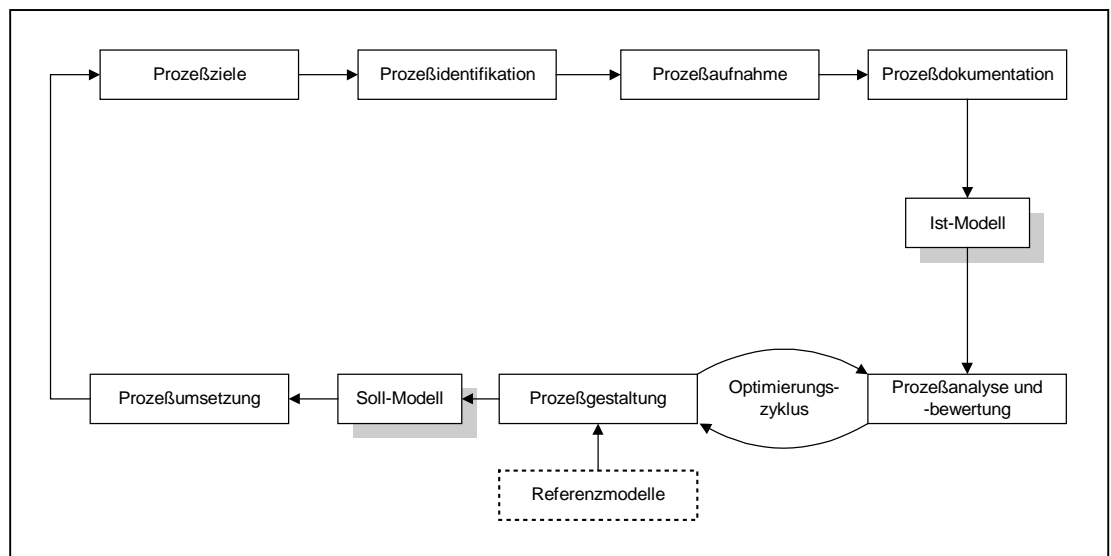 Prozeßziele
Prozeßidentifikation
Prozeßaufnahme
Prozeßdokumentation
Ist-Modell
Prozeßumsetzung
Soll-Modell
Prozeßgestaltung
Optimierungs-
zyklus
Prozeßanalyse und
-bewertung
Referenzmodelle